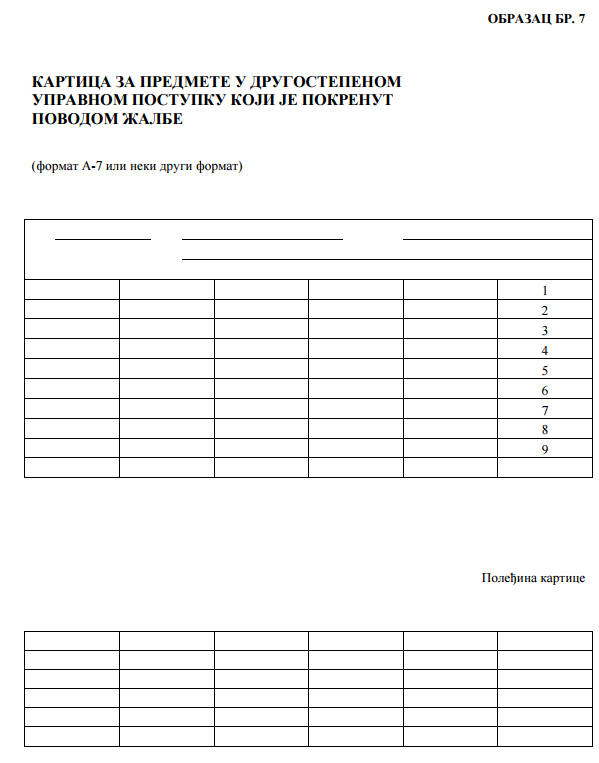 ОБРАЗАЦ БР. 7
КАРТИЦА ЗА ПРЕДМЕТЕ У ДРУГОСТЕПЕНОМ
УПРАВНОМ ПОСТУПКУ КОЈИ ЈЕ ПОКРЕНУТ
ПОВОДОМ ЖАЛБЕ
(формат А-7 или неки други формат)
1
2
3
4
5
6
7
8
9
Полеђина картице